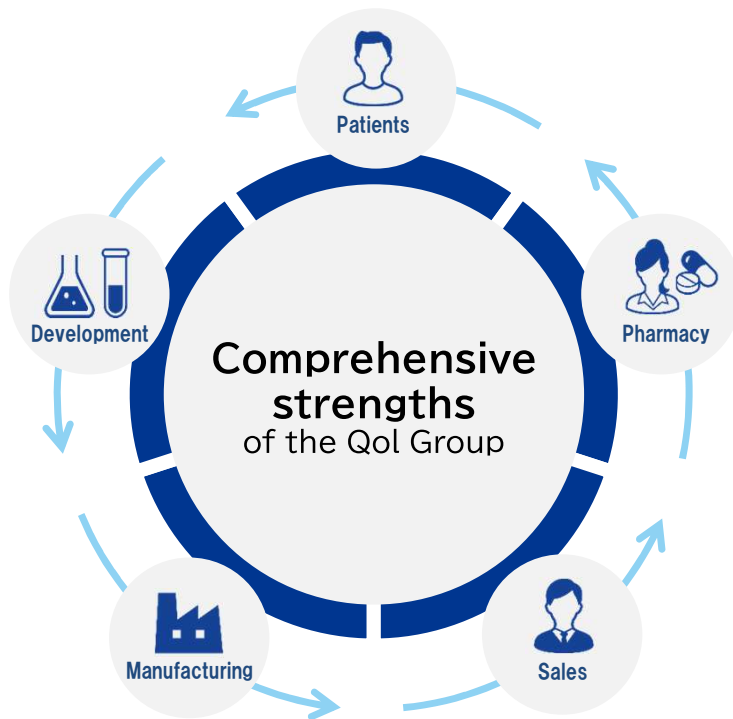 Patients
Development
Pharmacy
Comprehensive
strengths
of the Qol Group
Manufacturing
Sales